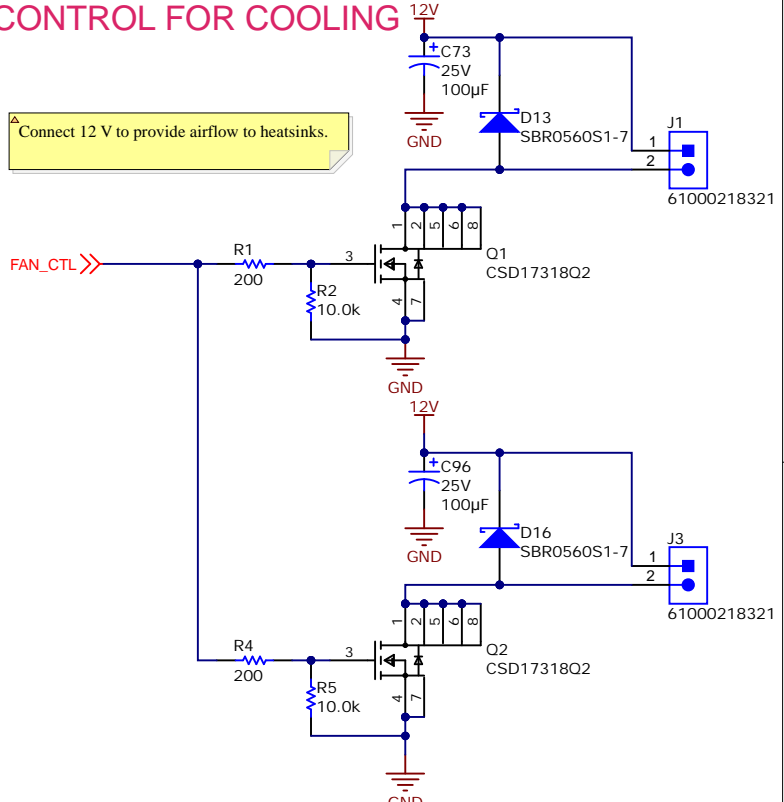 CONTROL FOR COOLING
12V
C73
25V
100µF
GND
D13
SBR0560S1-7
J1
1
2
61000218321
Connect 12 V to provide airflow to heatsinks.
1
2
5
6
8
Q1
CSD17318Q2
FAN_CTL
R1
200
3
R2
10.0k
4
7
GND
12V
C96
25V
100µF
GND
D16
SBR0560S1-7
J3
1
2
61000218321
1
2
5
6
8
Q2
CSD17318Q2
R4
200
3
R5
10.0k
4
7
GND